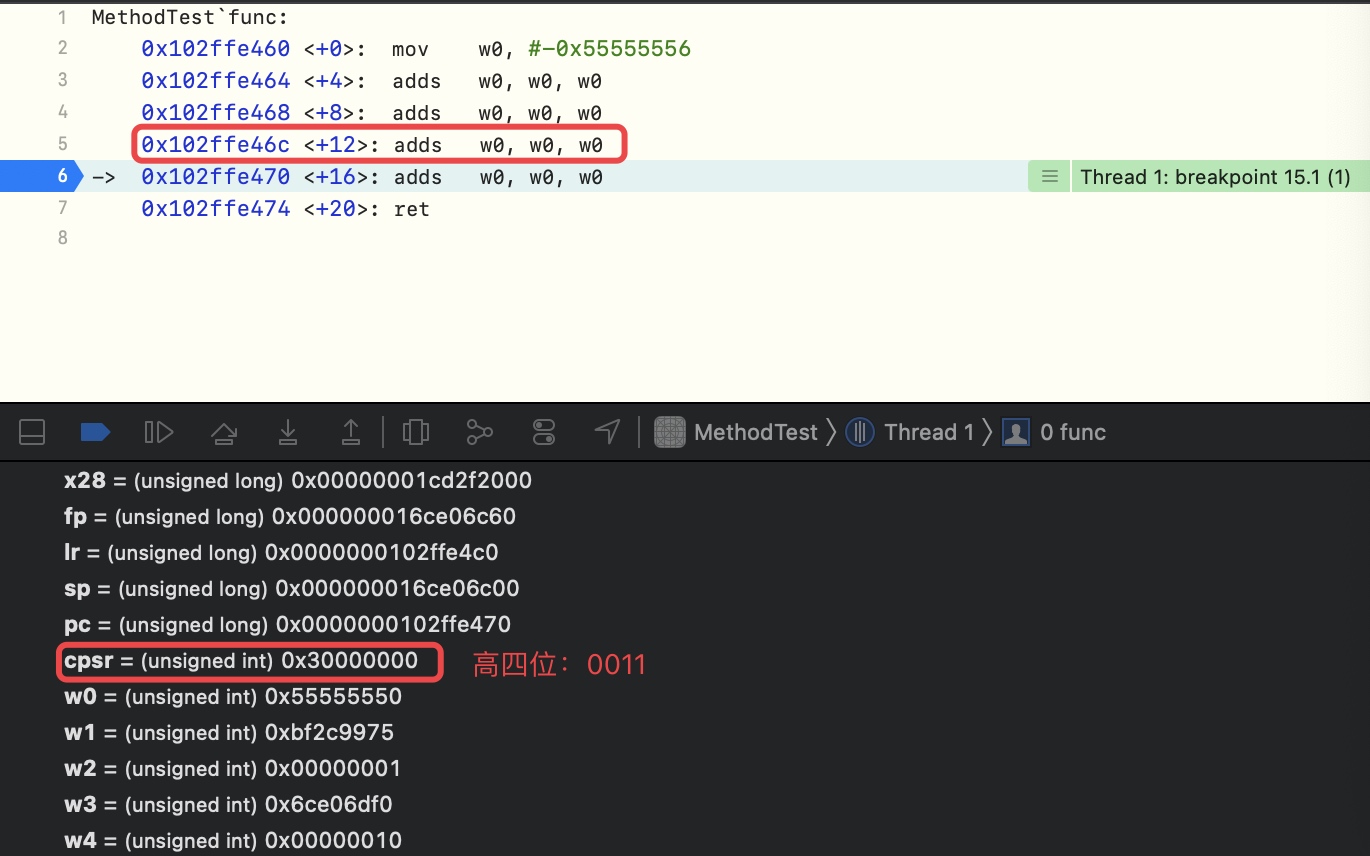 1 MethodTest`func:
2 0x102ffe460 <+0>: mov w0, #-0x55555556
3 0x102ffe464 <+4>: adds w0, w0, w0
4 0x102ffe468 <+8>: adds w0, w0, w0
5 0x102ffe46c <+12>: adds w0, w0, w0
6 -> 0x102ffe470 <+16>: adds w0, w0, w0 Thread 1: breakpoint 15.1 (1)
7 0x102ffe474 <+20>: ret
8
MethodTest 〉 Thread 1 〉 0 func
x28 = (unsigned long) 0x00000001cd2f2000
fp = (unsigned long) 0x000000016ce06c60
lr = (unsigned long) 0x0000000102ffe4c0
sp = (unsigned long) 0x000000016ce06c00
pc = (unsigned long) 0x0000000102ffe470
cpsr = (unsigned int) 0x30000000 高四位：0011
w0 = (unsigned int) 0x55555550
w1 = (unsigned int) 0xbf2c9975
w2 = (unsigned int) 0x00000001
w3 = (unsigned int) 0x6ce06df0
w4 = (unsigned int) 0x00000010